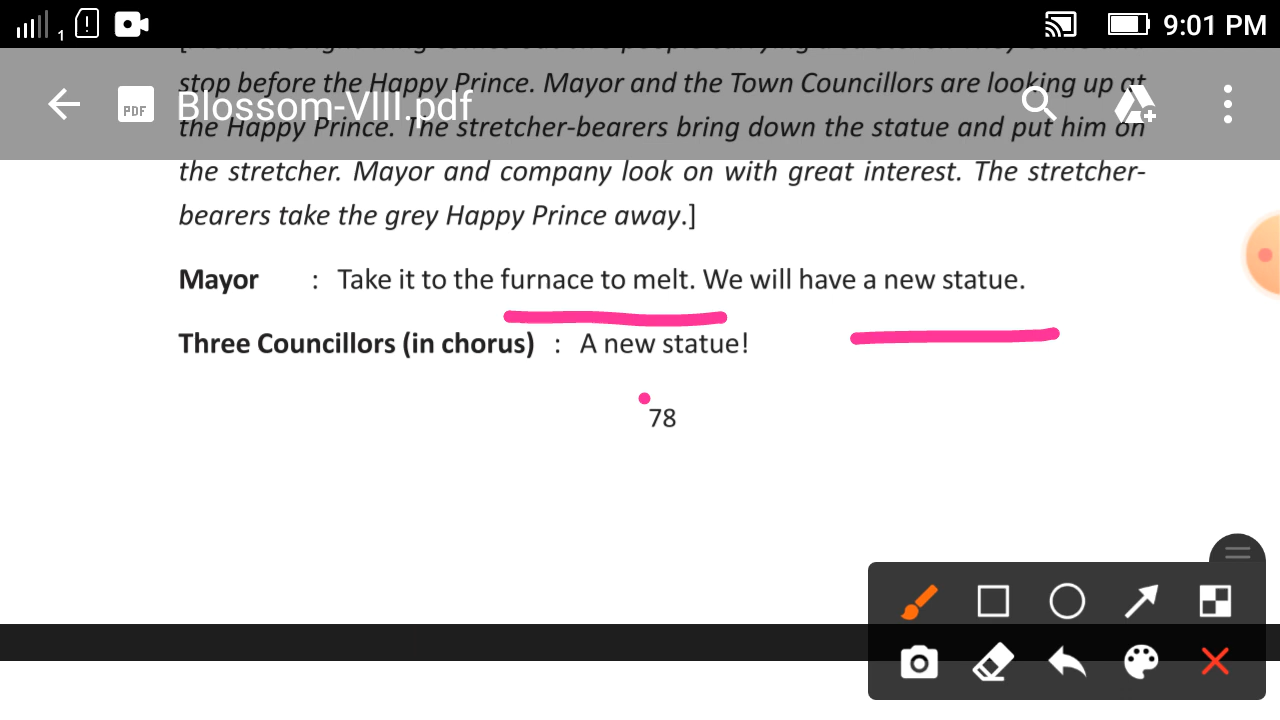 1 9:01 PM
stop before the Happy Prince. Mayor and the Town Councillors are looking up at
PDF Blossom-VIII.pdf
the Happy Prince. The stretcher-bearers bring down the statue and put him on
the stretcher. Mayor and company look on with great interest. The stretcher-
bearers take the grey Happy Prince away.]
Mayor : Take it to the furnace to melt. We will have a new statue.
Three Councillors (in chorus) : A new statue!
78